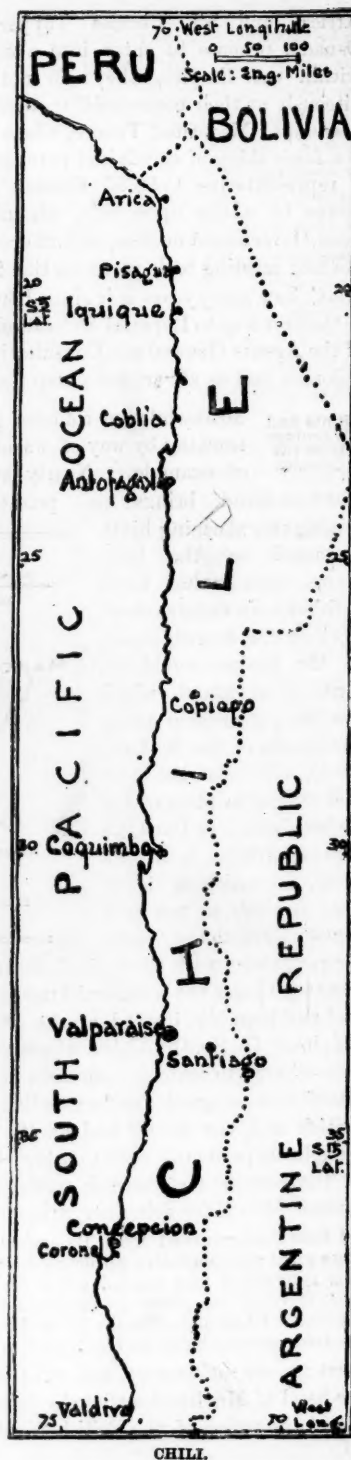 70 West Longitude
0 50 100
Scale: Eng. Miles
PERU
BOLIVIA
Arica
Pisagua
20
Iquique
SOUTH PACIFIC OCEAN
Coblia
Antofagasta
25
25
CHILE
Copiapo
30
Coquimbo
30
ARGENTINE REPUBLIC
Valparaiso
Santiago
35
35
Lat.
Concepcion
Coronel
Valdivia
75
70
West
Long.
CHILI.